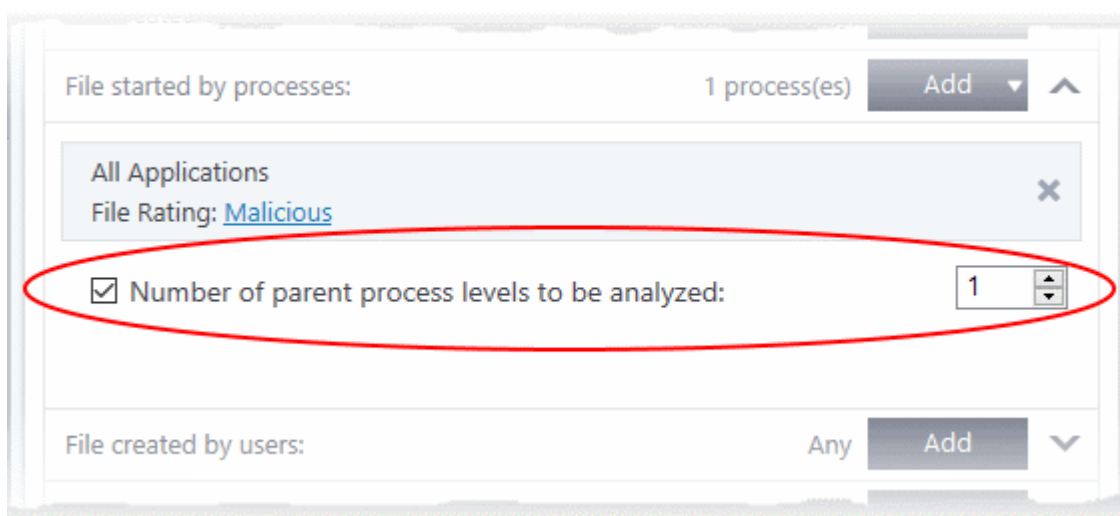 File started by processes: 1 process(es) Add
All Applications
File Rating: Malicious
Number of parent process levels to be analyzed: 1
File created by users: Any Add